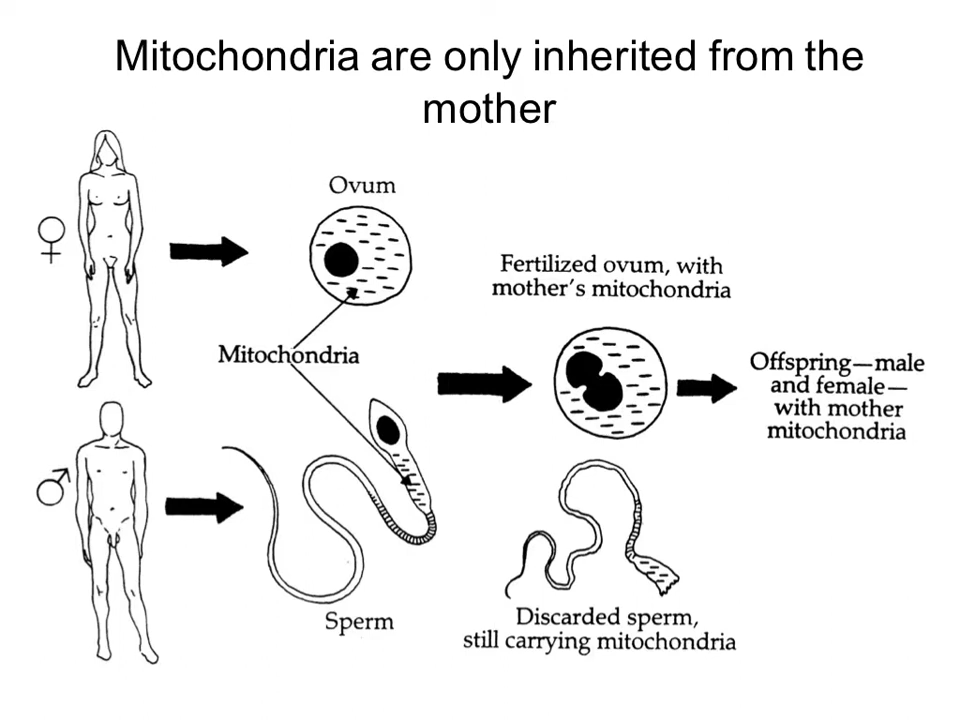 Mitochondria are only inherited from the
mother
Ovum
Fertilized ovum, with
mother's mitochondria
Mitochondria
Offspring—male
and female—
with mother
mitochondria
Sperm
Discarded sperm,
still carrying mitochondria